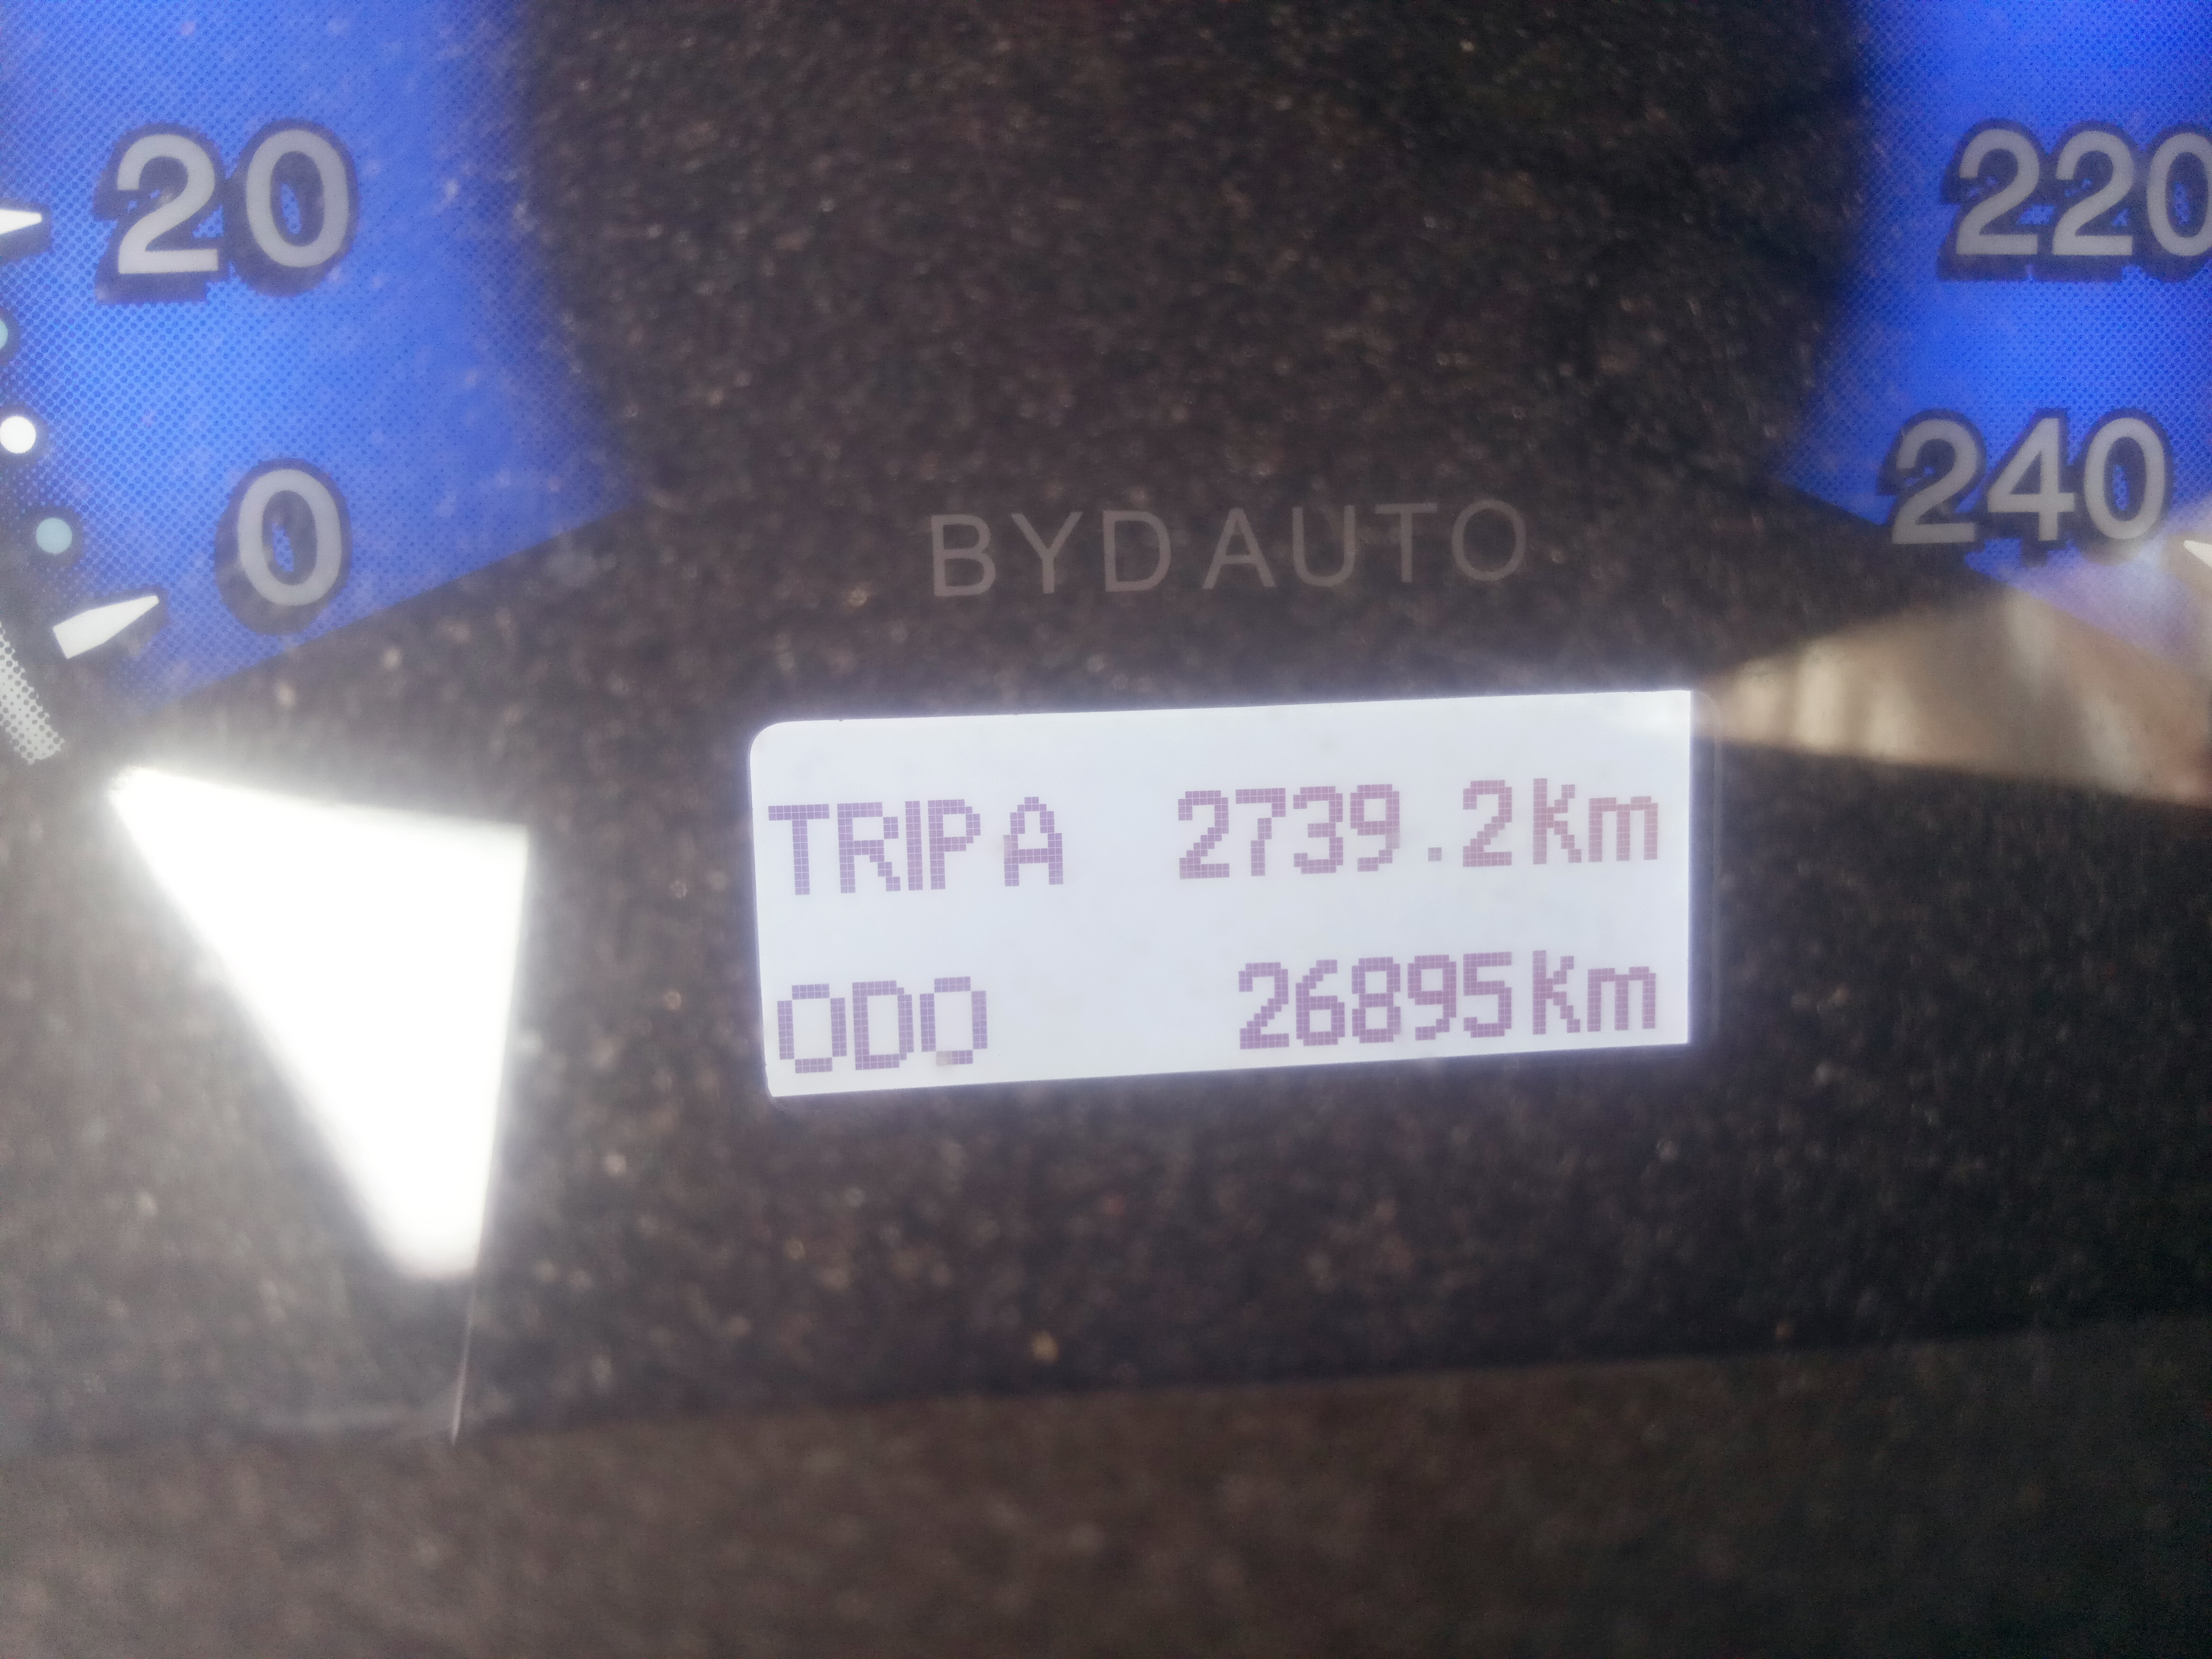 20
0
220
240
BYD AUTO
TRIP A 2739.2Km
ODO 26895Km